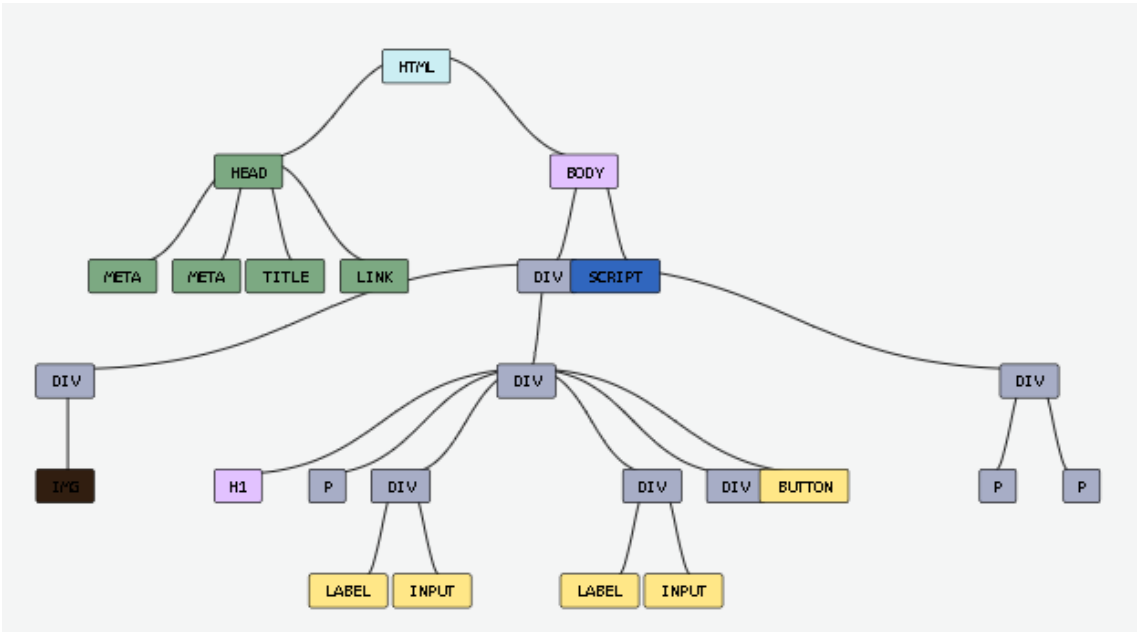 HTML
HEAD BODY
META META TITLE LINK DIV SCRIPT
DIV DIV DIV
IMG H1 P DIV DIV DIV BUTTON P P
LABEL INPUT LABEL INPUT